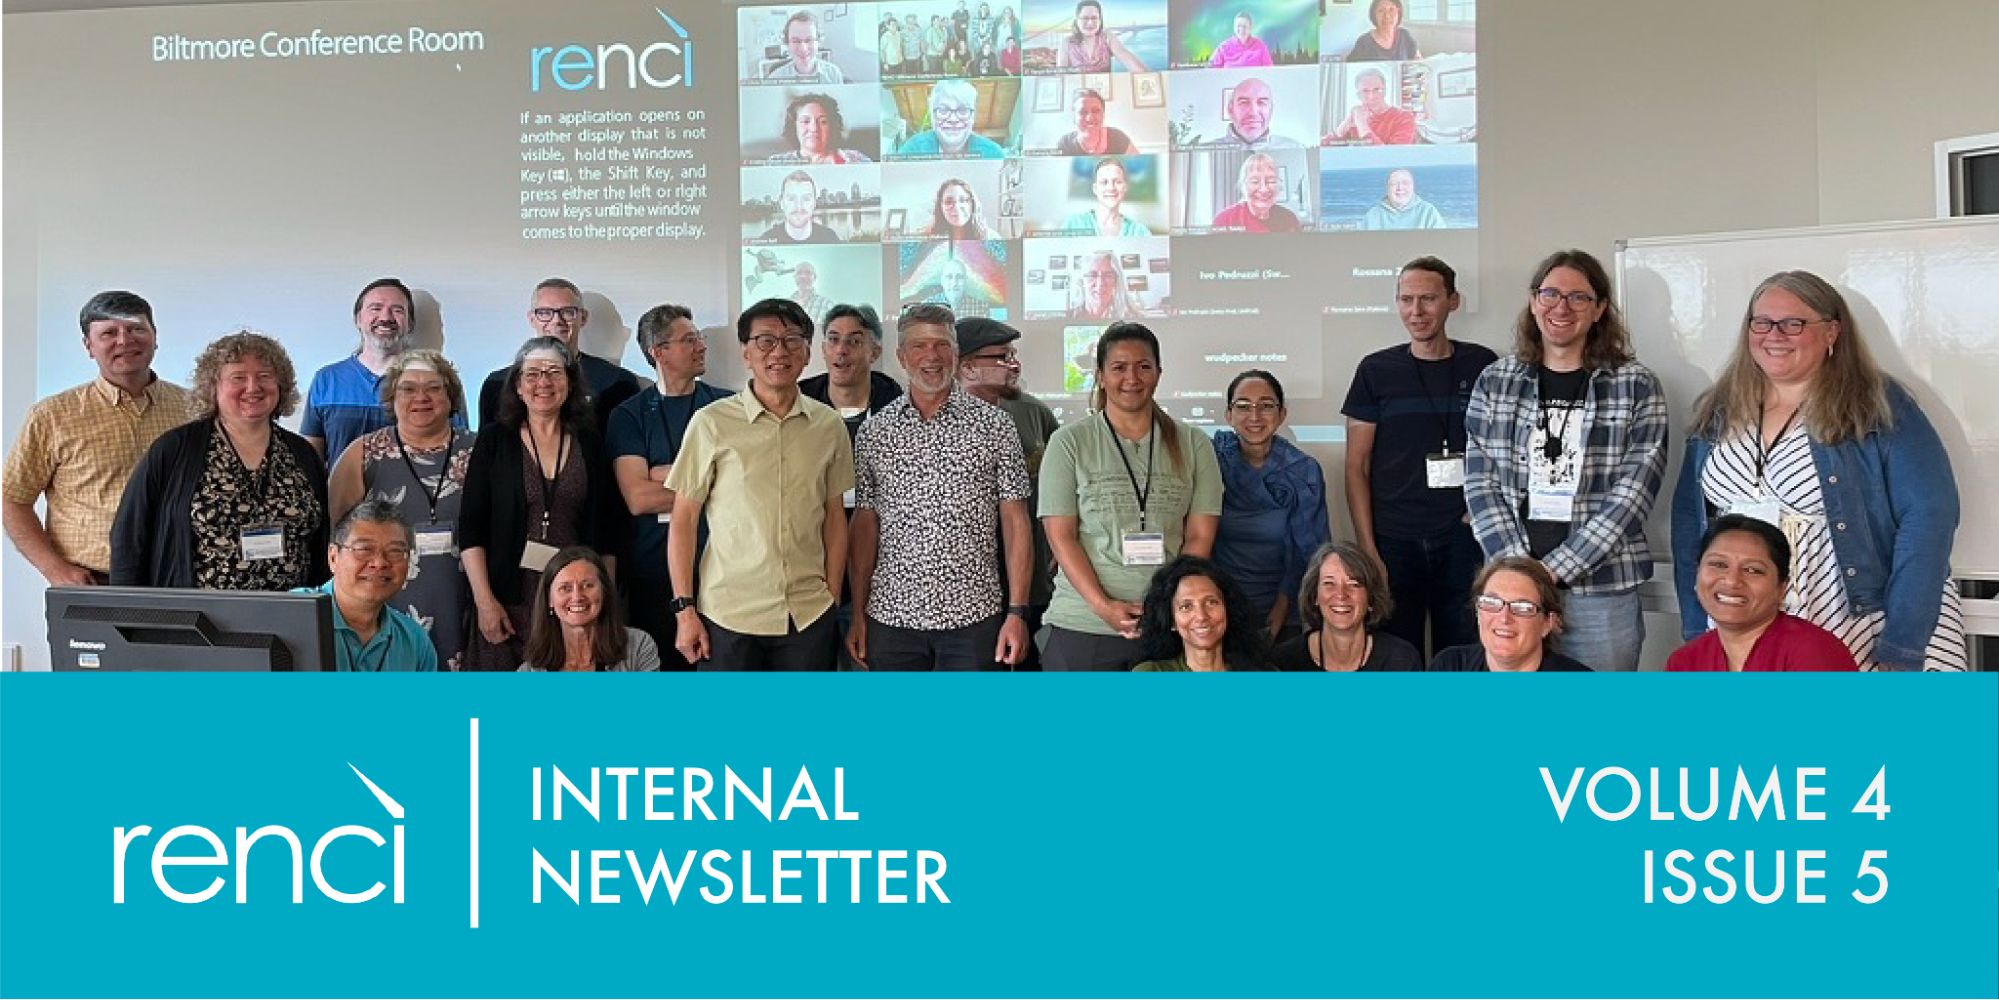 Biltmore Conference Room
renci
If an application opens on
another display that is not
visible, hold the Windows
Key (⊞), the Shift Key, and
press either the left or right
arrow keys until the window
comes to the proper display.
Ivo Pedruzzi (Sw...
wudpecker notes
lenovo
renci
INTERNAL
NEWSLETTER
VOLUME 4
ISSUE 5